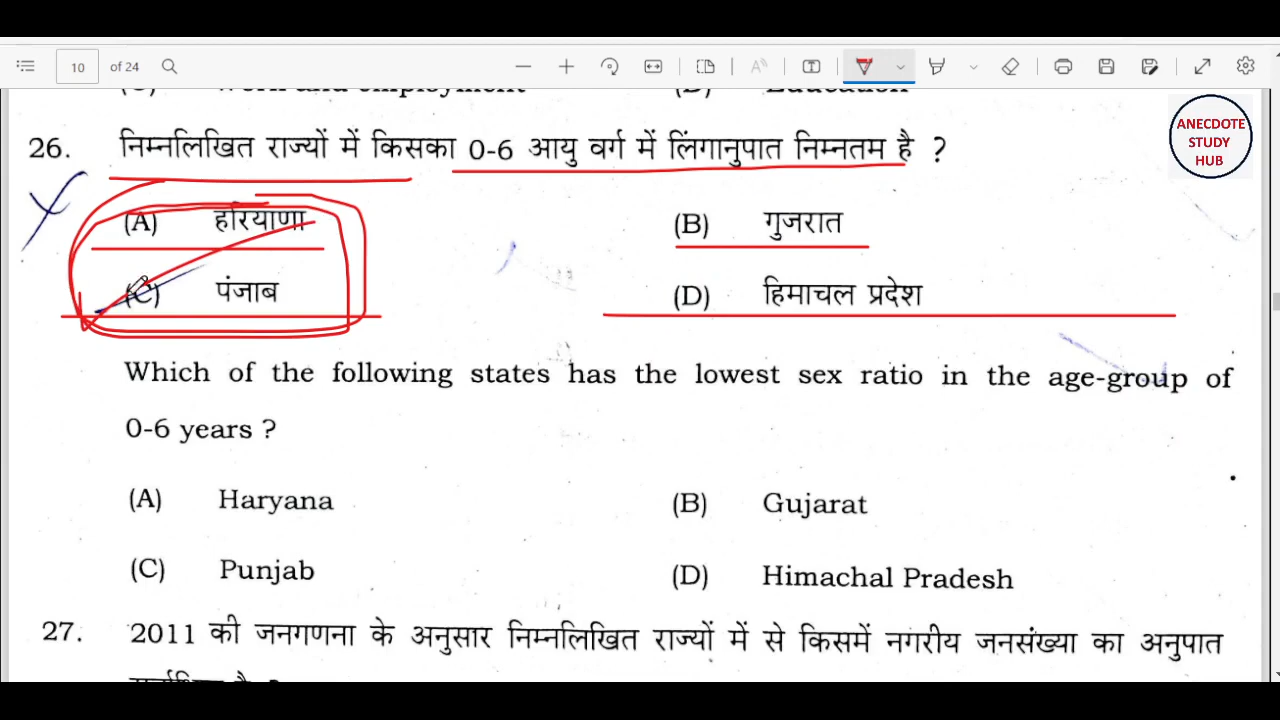 10 of 24
ANECDOTE
STUDY
HUB
26. निम्नलिखित राज्यों में किसका 0-6 आयु वर्ग में लिंगानुपात निम्नतम है ?
(A) हरियाणा (B) गुजरात
(C) पंजाब (D) हिमाचल प्रदेश
Which of the following states has the lowest sex ratio in the age-group of
0-6 years ?
(A) Haryana (B) Gujarat
(C) Punjab (D) Himachal Pradesh
27. 2011 की जनगणना के अनुसार निम्नलिखित राज्यों में से किसमें नगरीय जनसंख्या का अनुपात